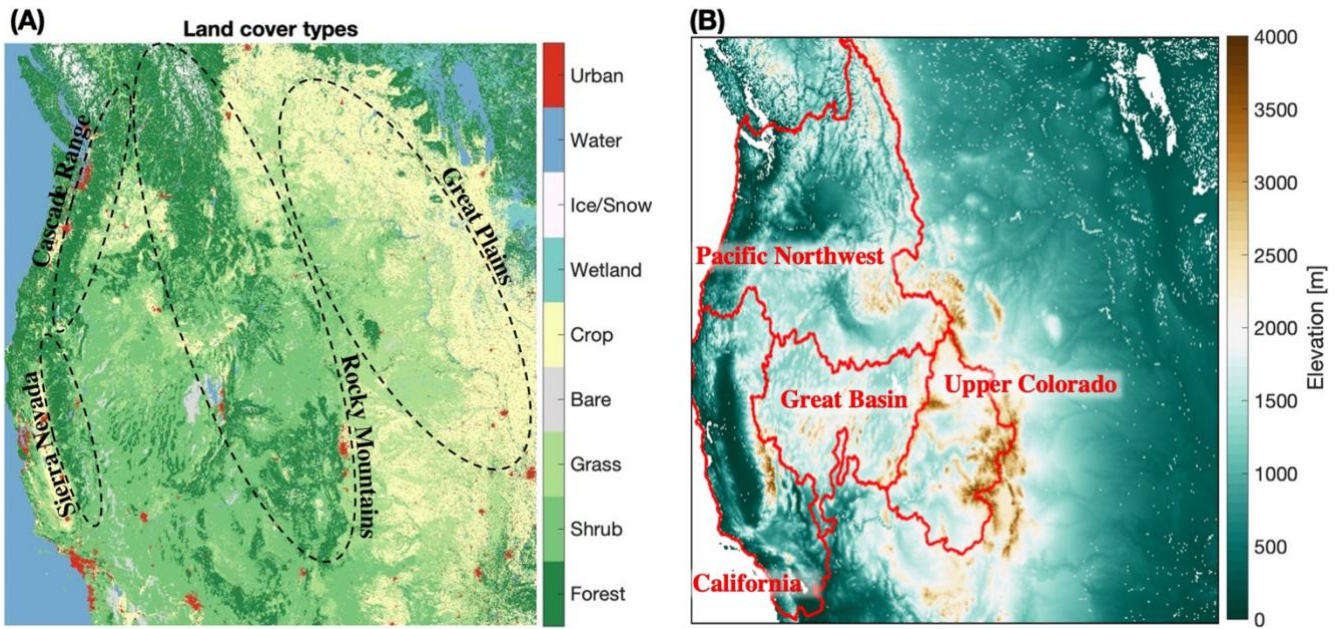 (A)
Land cover types
Cascade Range
Sierra Nevada
Rocky Mountains
Great Plains
Urban
Water
Ice/Snow
Wetland
Crop
Bare
Grass
Shrub
Forest
(B)
Pacific Northwest
Great Basin
Upper Colorado
California
4000
3500
3000
2500
2000
1500
1000
500
0
Elevation [m]